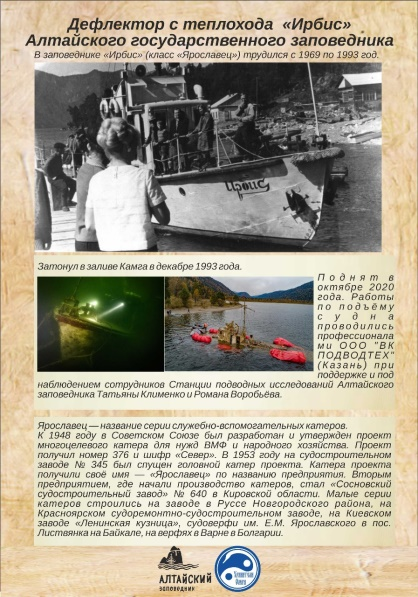 Дефлектор с теплохода «Ирбис»
Алтайского государственного заповедника
В заповеднике «Ирбис» (класс «Ярославец») трудился с 1969 по 1993 год.
Ирбис
Затонул в заливе Камга в декабре 1993 года.
Поднят в
октябре 2020
года. Работы
по подъёму
судна
проводились
профессионала
ми ООО "ВК
ПОДВОДТЕХ"
(Казань) при
поддержке и под
наблюдением сотрудников Станции подводных исследований Алтайского
заповедника Татьяны Клименко и Романа Воробьёва.
Ярославец — название серии служебно-вспомогательных катеров.
К 1948 году в Советском Союзе был разработан и утвержден проект
многоцелевого катера для нужд ВМФ и народного хозяйства. Проект
получил номер 376 и шифр «Север». В 1953 году на судостроительном
заводе № 345 был спущен головной катер проекта. Катера проекта
получили своё имя — «Ярославец» по названию предприятия. Вторым
предприятием, где начали производство катеров, стал «Сосновский
судостроительный завод» № 640 в Кировской области. Малые серии
катеров строились на заводе в Руссе Новгородского района, на
Красноярском судоремонтно-судостроительном заводе, на Киевском
заводе «Ленинская кузница», судоверфи им. Е.М. Ярославского в пос.
Листвянка на Байкале, на верфях в Варне в Болгарии.
АЛТАЙСКИЙ
ЗАПОВЕДНИК